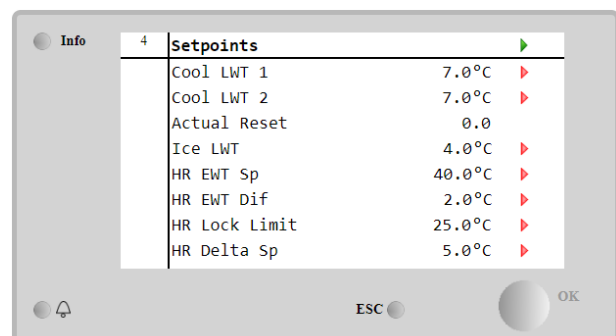 Info
4 Setpoints
Cool LWT 1 7.0°C
Cool LWT 2 7.0°C
Actual Reset 0.0
Ice LWT 4.0°C
HR EWT Sp 40.0°C
HR EWT Dif 2.0°C
HR Lock Limit 25.0°C
HR Delta Sp 5.0°C
ESC OK